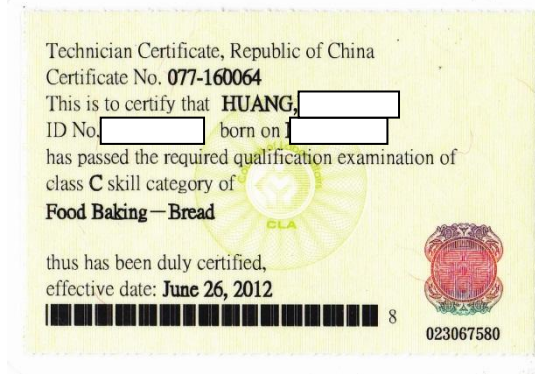 Technician Certificate, Republic of China
Certificate No. 077-160064
This is to certify that HUANG,
ID No. born on
has passed the required qualification examination of
class C skill category of
Food Baking－Bread
CLA
thus has been duly certified,
effective date: June 26, 2012
8
023067580